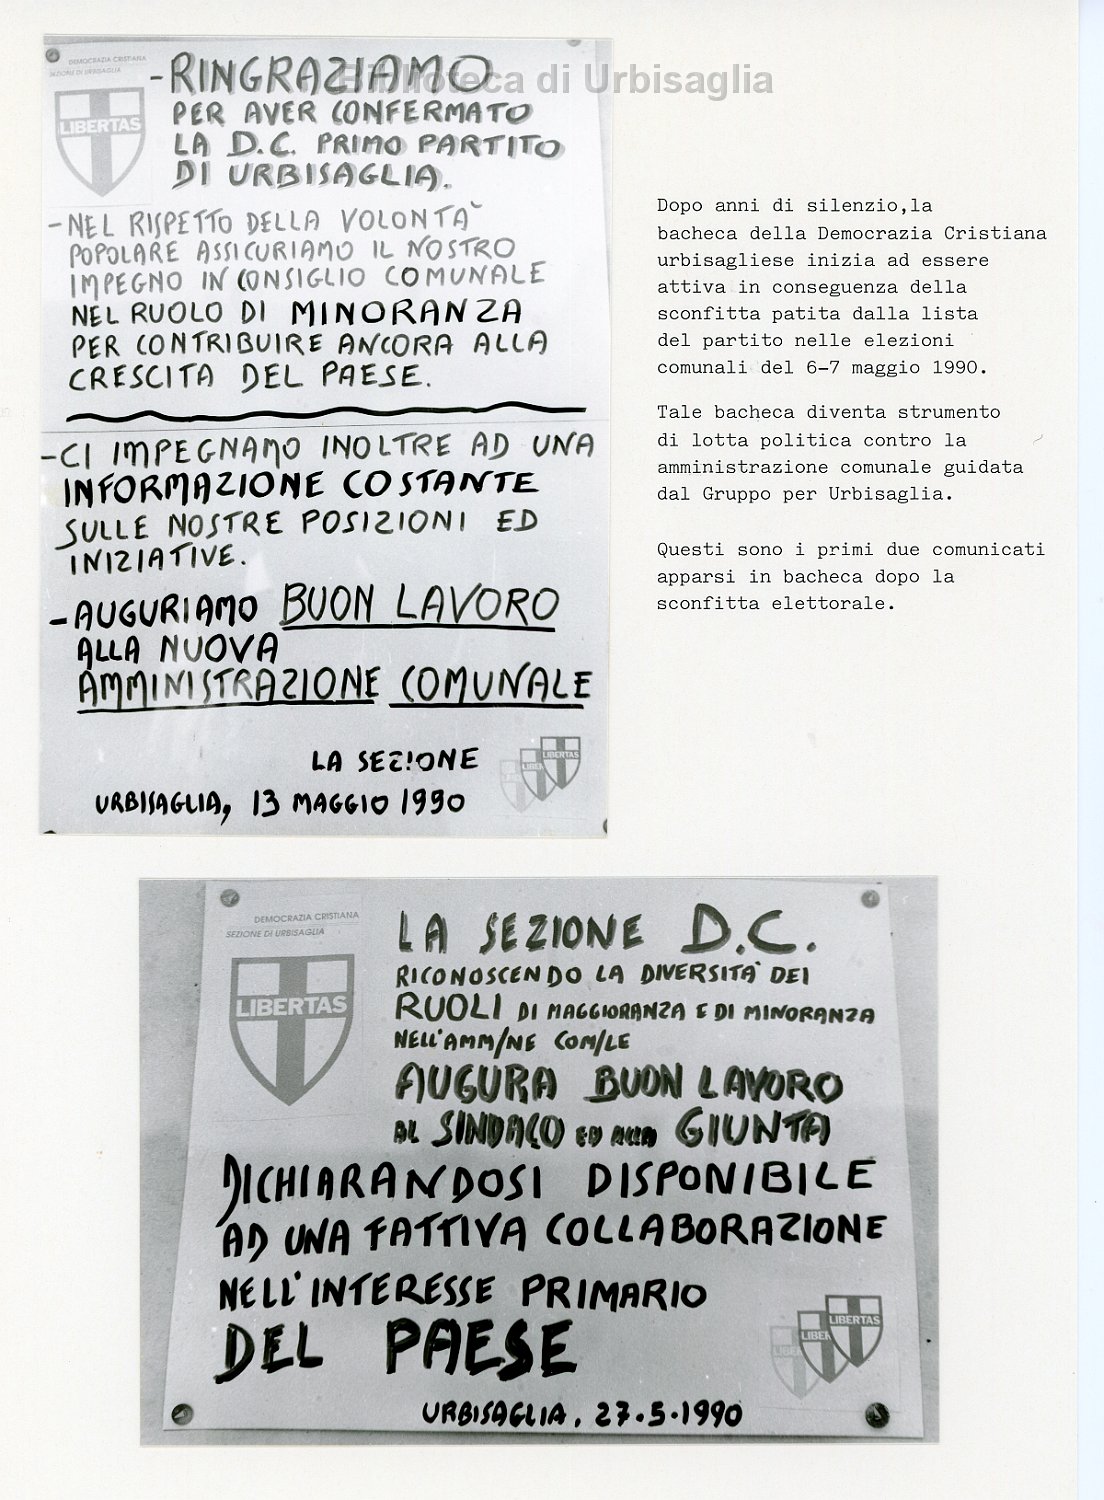 Biblioteca di Urbisaglia
DEMOCRAZIA CRISTIANA
SEZIONE DI URBISAGLIA
LIBERTAS
-RINGRAZIAMO
PER AVER CONFERMATO
LA D.C. PRIMO PARTITO
DI URBISAGLIA.
-NEL RISPETTO DELLA VOLONTA'
POPOLARE ASSICURIAMO IL NOSTRO
IMPEGNO IN CONSIGLIO COMUNALE
NEL RUOLO DI MINORANZA
PER CONTRIBUIRE ANCORA ALLA
CRESCITA DEL PAESE.
-CI IMPEGNAMO INOLTRE AD UNA
INFORMAZIONE COSTANTE
SULLE NOSTRE POSIZIONI ED
INIZIATIVE.
-AUGURIAMO BUON LAVORO
ALLA NUOVA
AMMINISTRAZIONE COMUNALE
LA SEZIONE
LIBERTAS
URBISAGLIA, 13 MAGGIO 1990
Dopo anni di silenzio,la
bacheca della Democrazia Cristiana
urbisagliese inizia ad essere
attiva in conseguenza della
sconfitta patita dalla lista
del partito nelle elezioni
comunali del 6-7 maggio 1990.
Tale bacheca diventa strumento
di lotta politica contro la
amministrazione comunale guidata
dal Gruppo per Urbisaglia.
Questi sono i primi due comunicati
apparsi in bacheca dopo la
sconfitta elettorale.
DEMOCRAZIA CRISTIANA
SEZIONE DI URBISAGLIA
LIBERTAS
LA SEZIONE D.C.
RICONOSCENDO LA DIVERSITA' DEI
RUOLI DI MAGGIORANZA E DI MINORANZA
NELL'AMM/NE COM/LE
AUGURA BUON LAVORO
AL SINDACO ED ALLA GIUNTA
DICHIARANDOSI DISPONIBILE
AD UNA FATTIVA COLLABORAZIONE
NELL'INTERESSE PRIMARIO
DEL PAESE
LIBERTAS
URBISAGLIA, 27.5.1990